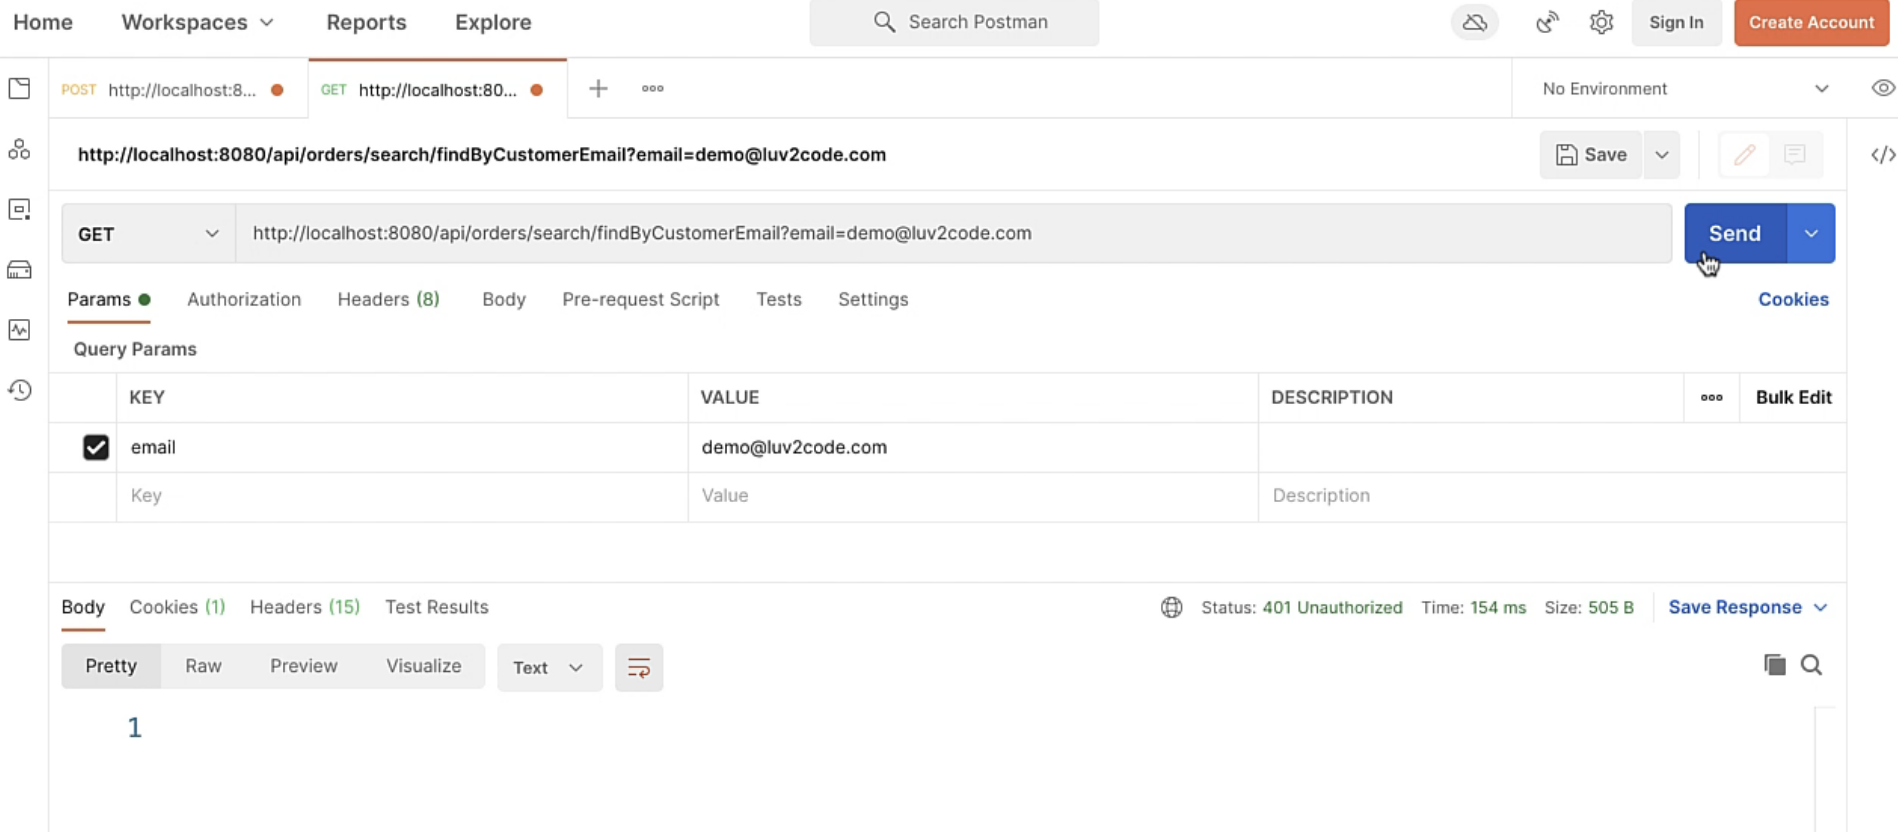 Home Workspaces Reports Explore Search Postman Sign In Create Account
POST http://localhost:8... GET http://localhost:80... No Environment
http://localhost:8080/api/orders/search/findByCustomerEmail?email=demo@luv2code.com Save
GET http://localhost:8080/api/orders/search/findByCustomerEmail?email=demo@luv2code.com Send
Params Authorization Headers (8) Body Pre-request Script Tests Settings Cookies
Query Params
KEY VALUE DESCRIPTION Bulk Edit
email demo@luv2code.com
Key Value Description
Body Cookies (1) Headers (15) Test Results Status: 401 Unauthorized Time: 154 ms Size: 505 B Save Response
Pretty Raw Preview Visualize Text
1